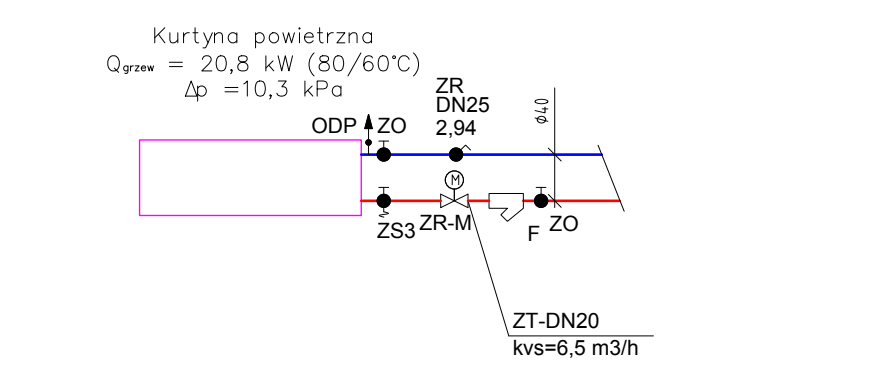 Kurtyna powietrzna
Qgrzew = 20,8 kW (80/60°C)
Δp =10,3 kPa
ODP
ZO
ZR
DN25
2,94
ø40
M
ZS3
ZR-M
F
ZO
ZT-DN20
kvs=6,5 m3/h